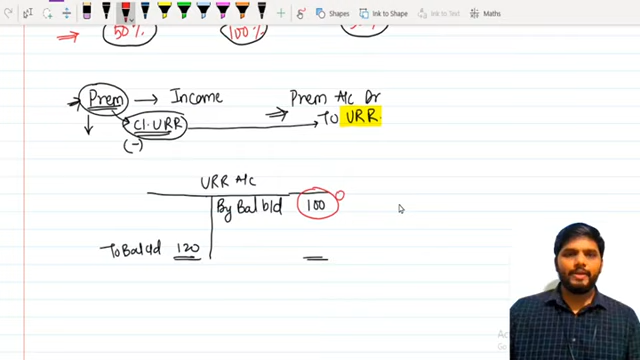 Ink to Shape Ink to Text Maths
50% 100%
Prem → Income Prem A/c Dr
Cl. URR To URR.
(-)
URR A/c
By Bal b/d 100
To Bal c/d 120